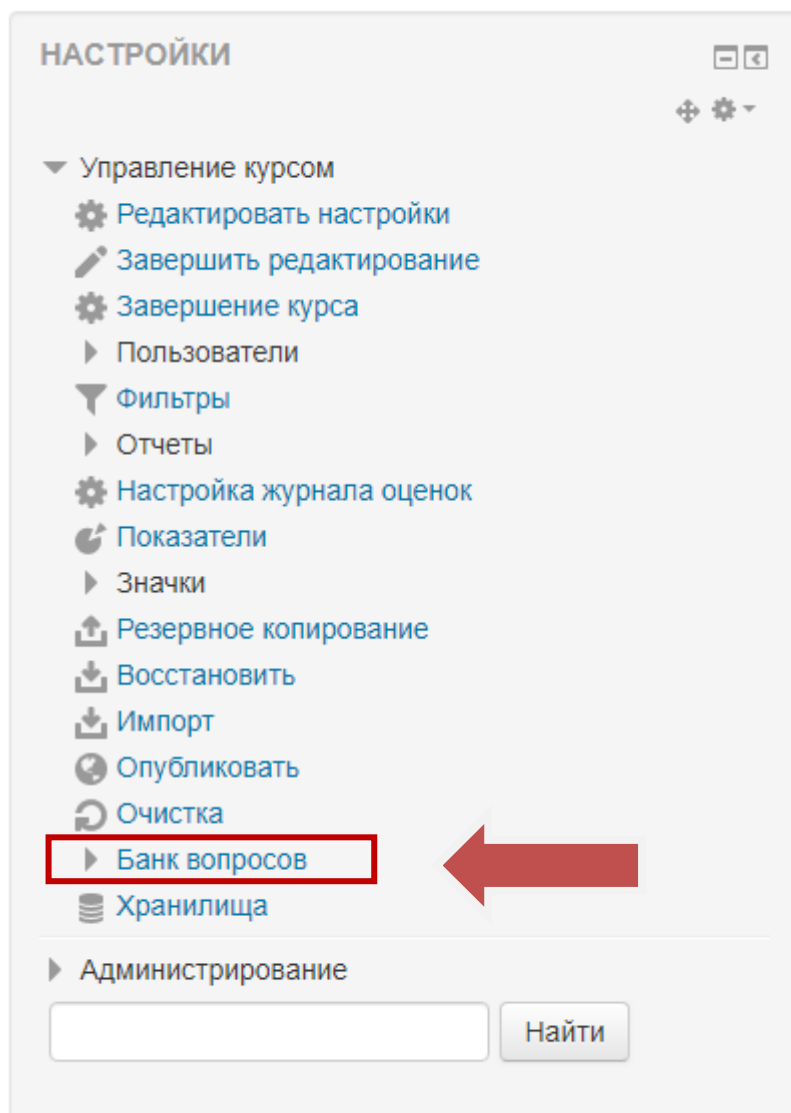 НАСТРОЙКИ
Управление курсом
Редактировать настройки
Завершить редактирование
Завершение курса
Пользователи
Фильтры
Отчеты
Настройка журнала оценок
Показатели
Значки
Резервное копирование
Восстановить
Импорт
Опубликовать
Очистка
Банк вопросов
Хранилища
Администрирование
Найти